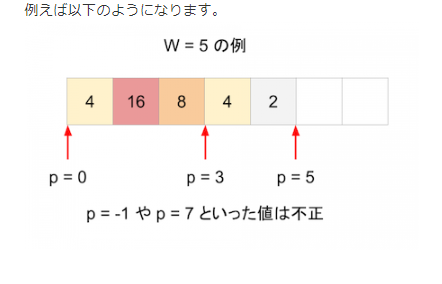 例えば以下のようになります。
W = 5 の例
4 16 8 4 2
p = 0 p = 3 p = 5
p = -1 や p = 7 といった値は不正